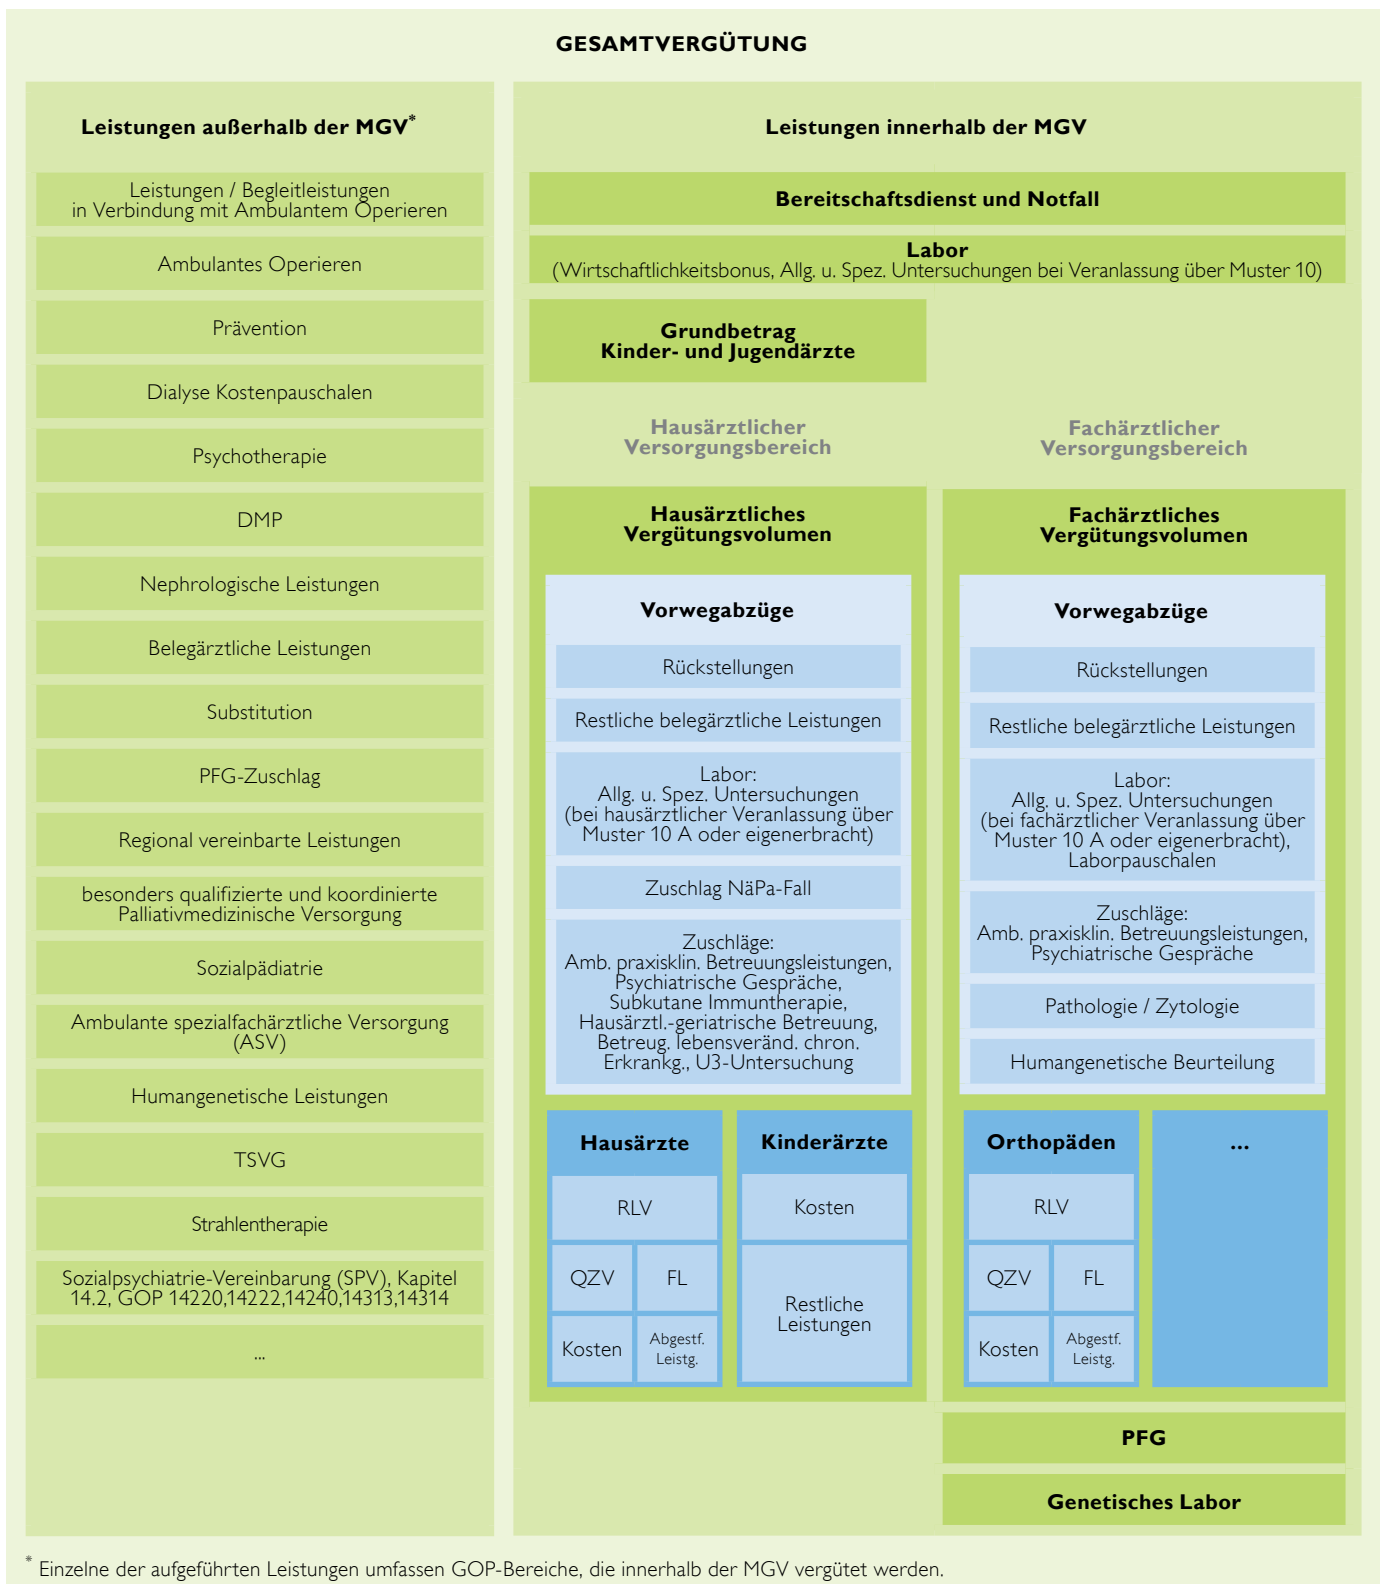 GESAMTVERGÜTUNG
Leistungen außerhalb der MGV*
Leistungen / Begleitleistungen
in Verbindung mit Ambulantem Operieren
Ambulantes Operieren
Prävention
Dialyse Kostenpauschalen
Psychotherapie
DMP
Nephrologische Leistungen
Belegärztliche Leistungen
Substitution
PFG-Zuschlag
Regional vereinbarte Leistungen
besonders qualifizierte und koordinierte
Palliativmedizinische Versorgung
Sozialpädiatrie
Ambulante spezialfachärztliche Versorgung
(ASV)
Humangenetische Leistungen
TSVG
Strahlentherapie
Sozialpsychiatrie-Vereinbarung (SPV), Kapitel
14.2, GOP 14220,14222,14240,14313,14314
...
Leistungen innerhalb der MGV
Bereitschaftsdienst und Notfall
Labor
(Wirtschaftlichkeitsbonus, Allg. u. Spez. Untersuchungen bei Veranlassung über Muster 10)
Grundbetrag
Kinder- und Jugendärzte
Hausärztlicher
Versorgungsbereich
Hausärztliches
Vergütungsvolumen
Vorwegabzüge
Rückstellungen
Restliche belegärztliche Leistungen
Labor:
Allg. u. Spez. Untersuchungen
(bei hausärztlicher Veranlassung über
Muster 10 A oder eigenerbracht)
Zuschlag NäPa-Fall
Zuschläge:
Amb. praxisklin. Betreuungsleistungen,
Psychiatrische Gespräche,
Subkutane Immuntherapie,
Hausärztl.-geriatrische Betreuung,
Betreug. lebensveränd. chron.
Erkrankg., U3-Untersuchung
Hausärzte
RLV
QZV
FL
Kosten
Abgestf.
Leistg.
Kinderärzte
Kosten
Restliche
Leistungen
Fachärztlicher
Versorgungsbereich
Fachärztliches
Vergütungsvolumen
Vorwegabzüge
Rückstellungen
Restliche belegärztliche Leistungen
Labor:
Allg. u. Spez. Untersuchungen
(bei fachärztlicher Veranlassung über
Muster 10 A oder eigenerbracht),
Laborpauschalen
Zuschläge:
Amb. praxisklin. Betreuungsleistungen,
Psychiatrische Gespräche
Pathologie / Zytologie
Humangenetische Beurteilung
Orthopäden
RLV
QZV
FL
Kosten
Abgestf.
Leistg.
...
PFG
Genetisches Labor
* Einzelne der aufgeführten Leistungen umfassen GOP-Bereiche, die innerhalb der MGV vergütet werden.